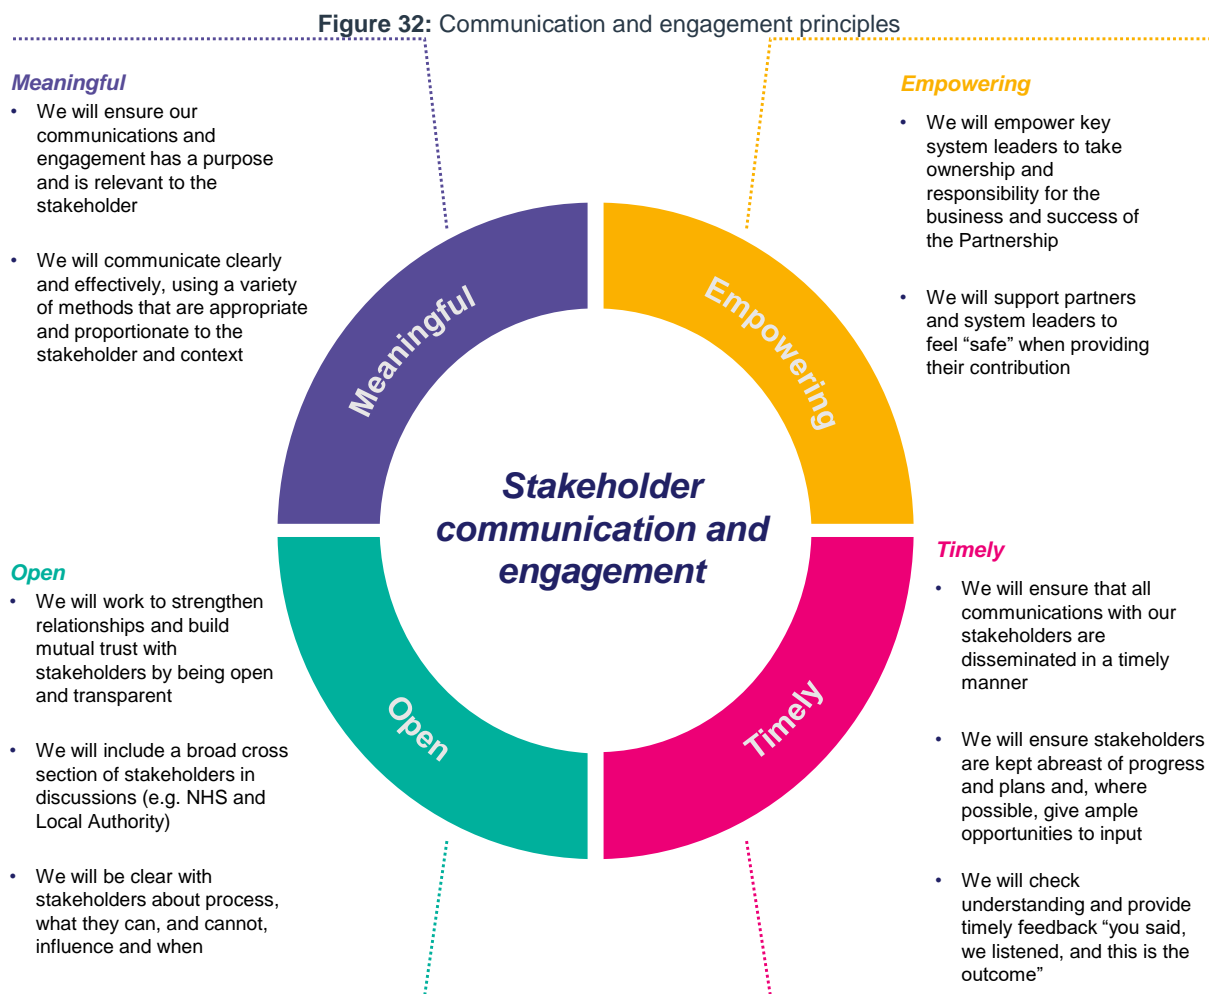 Figure 32: Communication and engagement principles
Meaningful
• We will ensure our
communications and
engagement has a purpose
and is relevant to the
stakeholder
• We will communicate clearly
and effectively, using a variety
of methods that are appropriate
and proportionate to the
stakeholder and context
Empowering
• We will empower key
system leaders to take
ownership and
responsibility for the
business and success of
the Partnership
• We will support partners
and system leaders to
feel “safe” when providing
their contribution
Meaningful
Empowering
Stakeholder
communication and
engagement
Open
Timely
Open
• We will work to strengthen
relationships and build
mutual trust with
stakeholders by being open
and transparent
• We will include a broad cross
section of stakeholders in
discussions (e.g. NHS and
Local Authority)
• We will be clear with
stakeholders about process,
what they can, and cannot,
influence and when
Timely
• We will ensure that all
communications with our
stakeholders are
disseminated in a timely
manner
• We will ensure stakeholders
are kept abreast of progress
and plans and, where
possible, give ample
opportunities to input
• We will check
understanding and provide
timely feedback “you said,
we listened, and this is the
outcome”